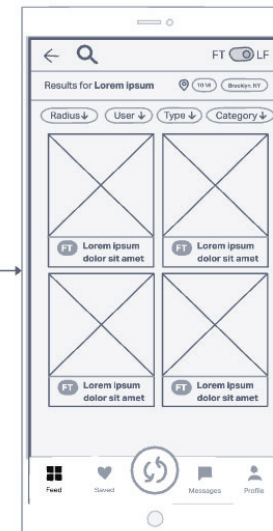 FT LF
Results for Lorem ipsum 10 Mi Brooklyn, NY
Radius↓ User↓ Type↓ Category↓
FT Lorem ipsum dolor sit amet
FT Lorem ipsum dolor sit amet
FT Lorem ipsum dolor sit amet
FT Lorem ipsum dolor sit amet
Feed Saved Messages Profile